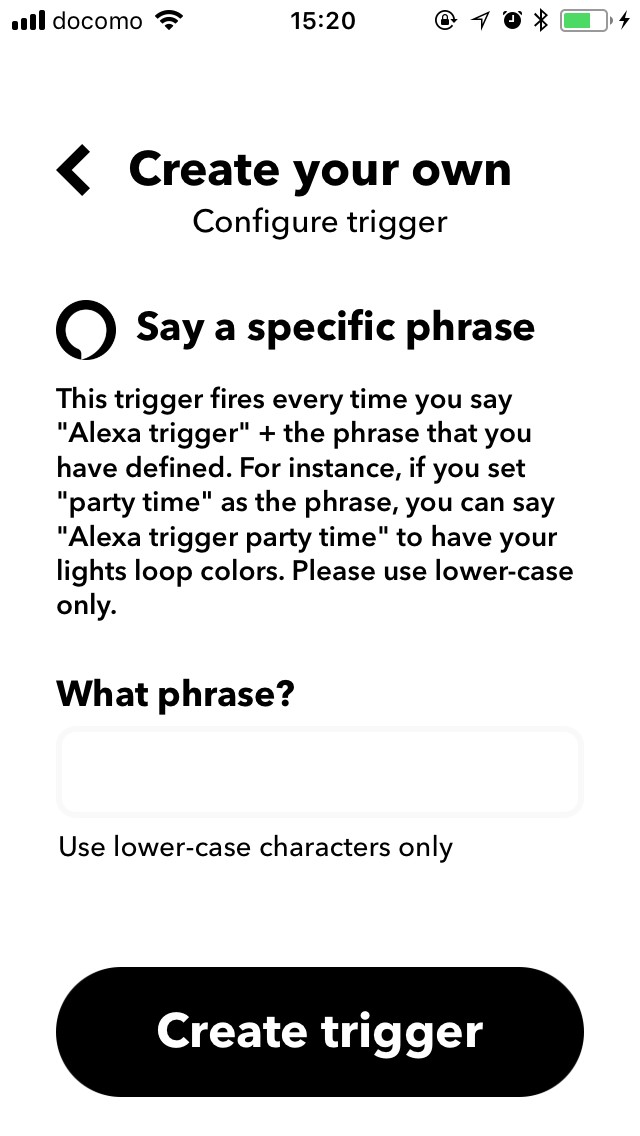 docomo 15:20
Create your own
Configure trigger
Say a specific phrase
This trigger fires every time you say
"Alexa trigger" + the phrase that you
have defined. For instance, if you set
"party time" as the phrase, you can say
"Alexa trigger party time" to have your
lights loop colors. Please use lower-case
only.
What phrase?
Use lower-case characters only
Create trigger